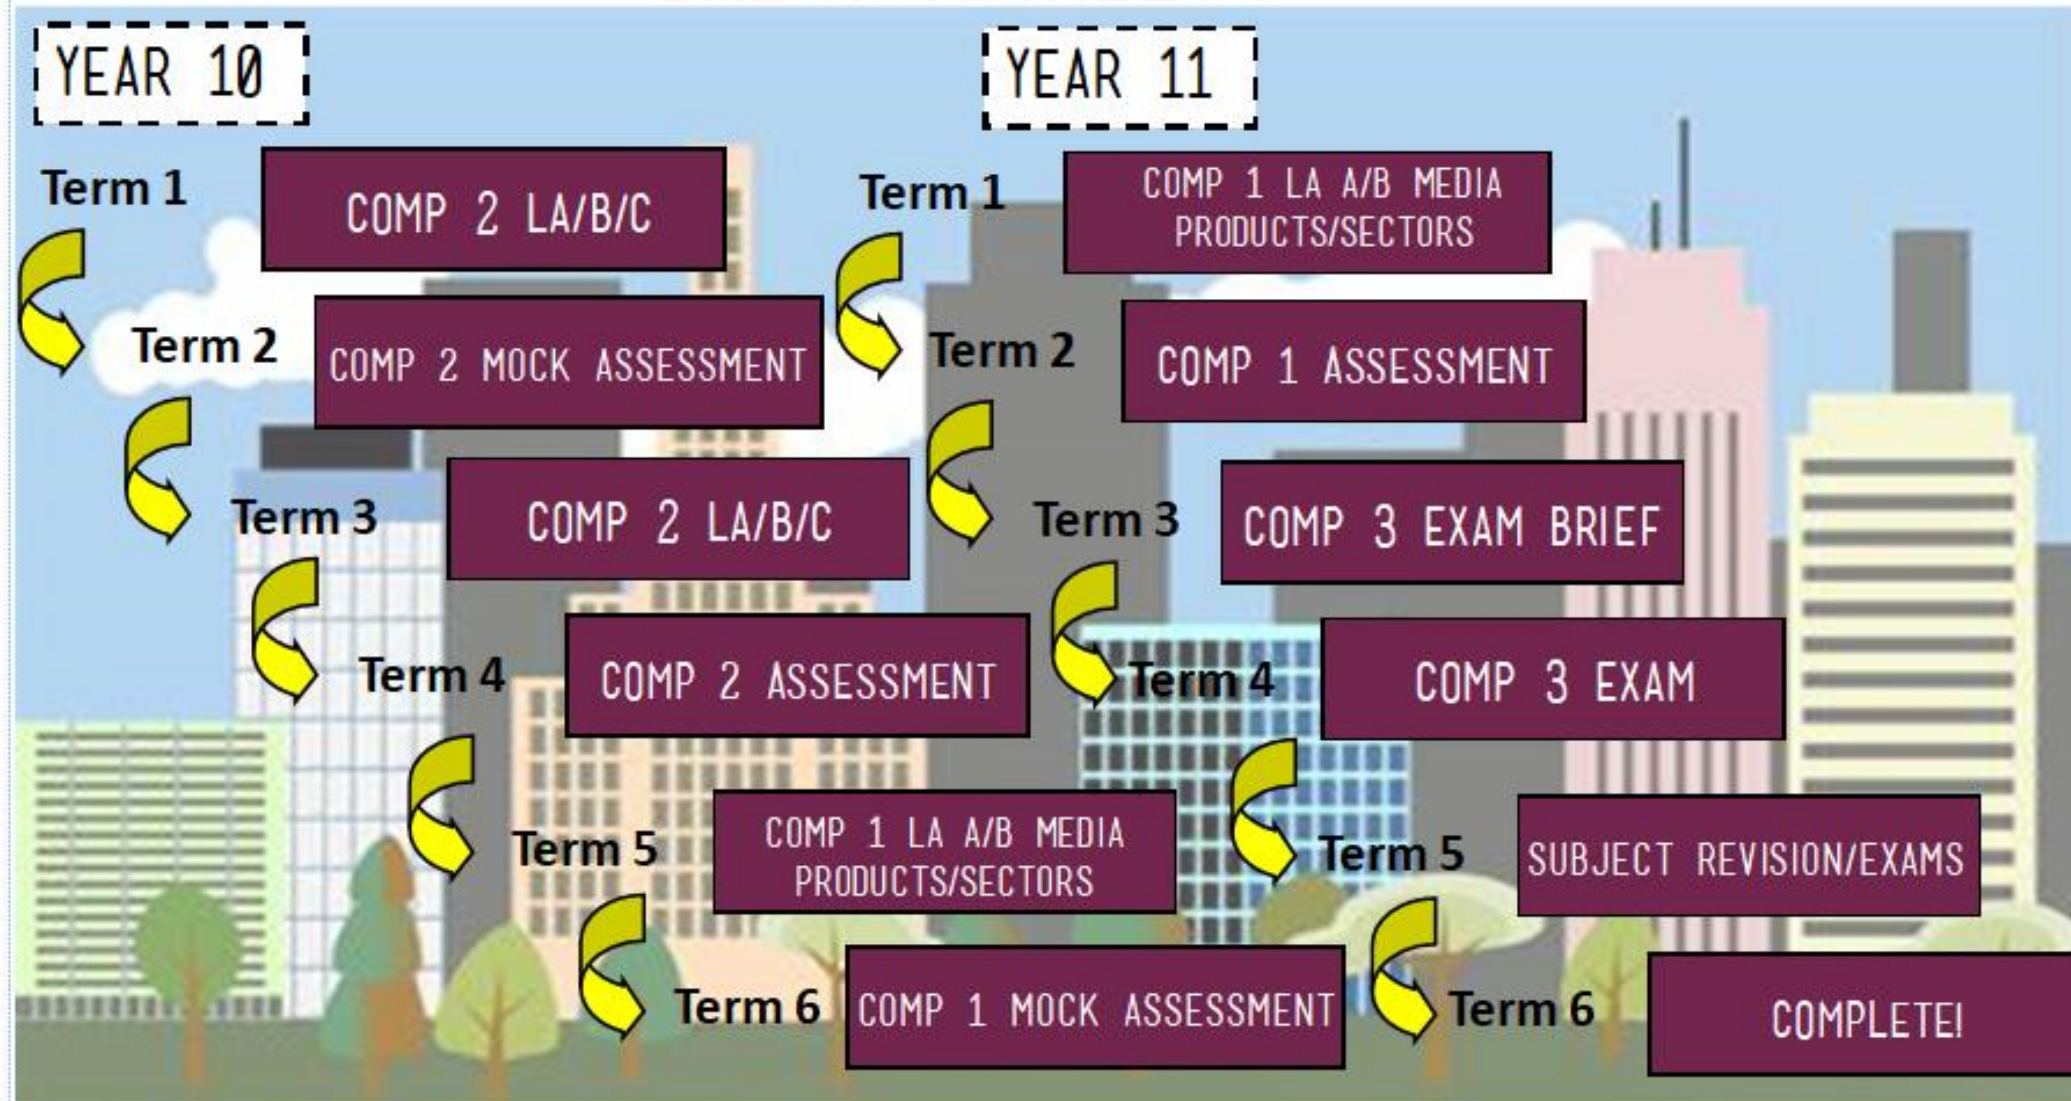 YEAR 10
Term 1
COMP 2 LA/B/C
Term 2
COMP 2 MOCK ASSESSMENT
Term 3
COMP 2 LA/B/C
Term 4
COMP 2 ASSESSMENT
Term 5
COMP 1 LA A/B MEDIA
PRODUCTS/SECTORS
Term 6
COMP 1 MOCK ASSESSMENT
YEAR 11
Term 1
COMP 1 LA A/B MEDIA
PRODUCTS/SECTORS
Term 2
COMP 1 ASSESSMENT
Term 3
COMP 3 EXAM BRIEF
Term 4
COMP 3 EXAM
Term 5
SUBJECT REVISION/EXAMS
Term 6
COMPLETE!